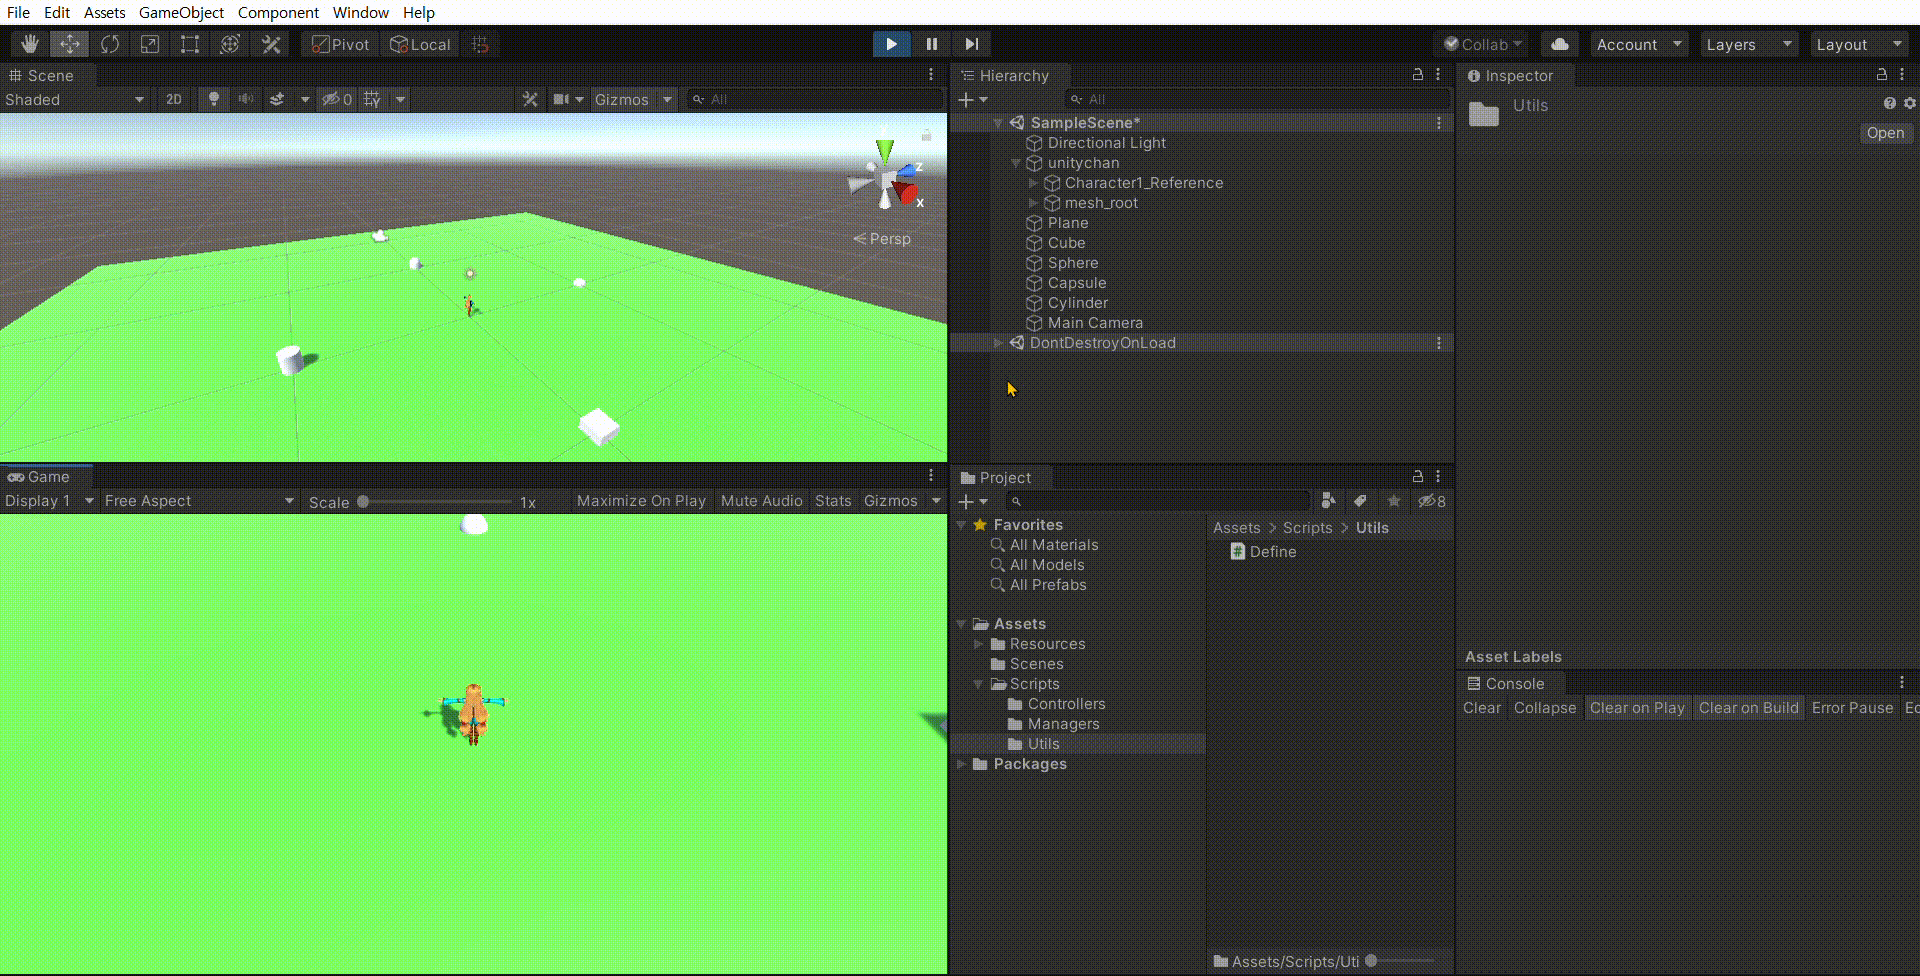 File Edit Assets GameObject Component Window Help
Pivot Local Collab Account Layers Layout
Scene
Shaded 2D 0 Gizmos All
z
x
Persp
Hierarchy
All
SampleScene*
Directional Light
unitychan
Character1_Reference
mesh_root
Plane
Cube
Sphere
Capsule
Cylinder
Main Camera
DontDestroyOnLoad
Inspector
Utils
Open
Asset Labels
Game
Display 1 Free Aspect Scale 1x Maximize On Play Mute Audio Stats Gizmos
Project
8
Favorites
All Materials
All Models
All Prefabs
Assets
Resources
Scenes
Scripts
Controllers
Managers
Utils
Packages
Assets > Scripts > Utils
Define
Assets/Scripts/Uti
Console
Clear Collapse Clear on Play Clear on Build Error Pause